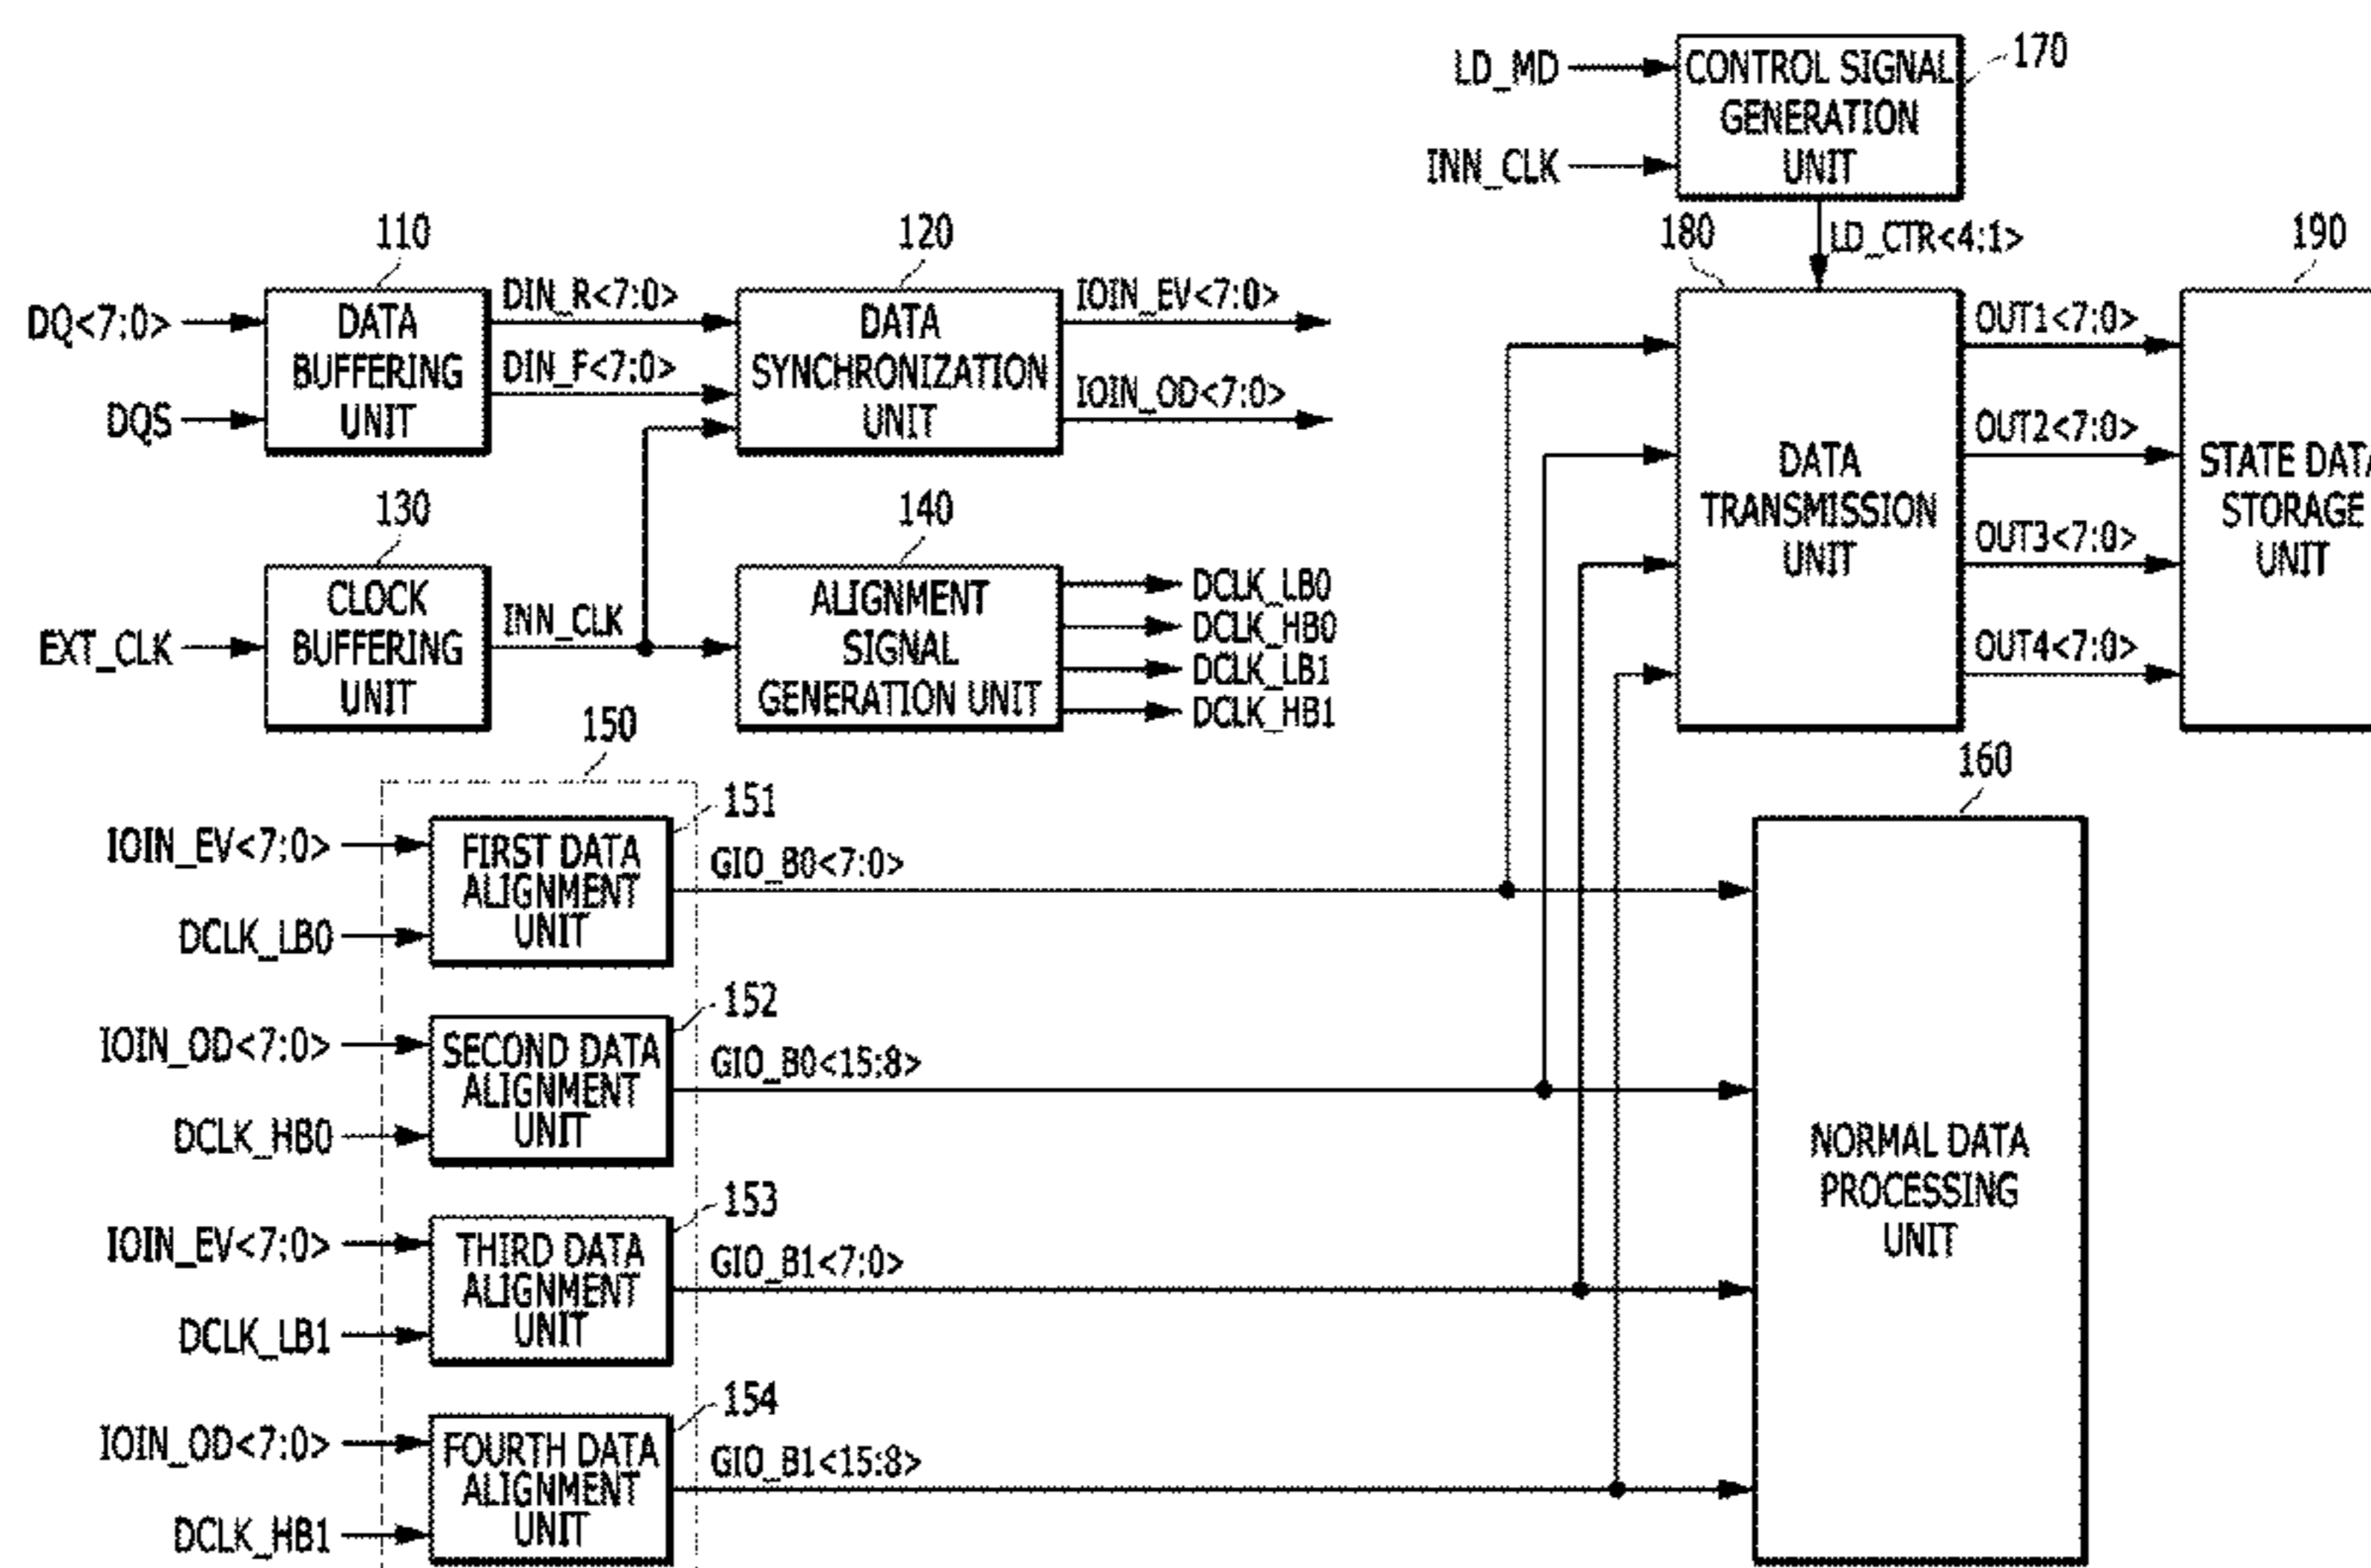 LD_MD
INN_CLK
CONTROL SIGNAL
GENERATION
UNIT
170
LD_CTR<4:1>
110
DQ<7:0>
DQS
DATA
BUFFERING
UNIT
DIN_R<7:0>
DIN_F<7:0>
120
DATA
SYNCHRONIZATION
UNIT
IOIN_EV<7:0>
IOIN_OD<7:0>
130
EXT_CLK
CLOCK
BUFFERING
UNIT
INN_CLK
140
ALIGNMENT
SIGNAL
GENERATION UNIT
DCLK_LB0
DCLK_HB0
DCLK_LB1
DCLK_HB1
180
DATA
TRANSMISSION
UNIT
OUT1<7:0>
OUT2<7:0>
OUT3<7:0>
OUT4<7:0>
190
STATE DATA
STORAGE
UNIT
150
IOIN_EV<7:0>
DCLK_LB0
FIRST DATA
ALIGNMENT
UNIT
151
GIO_B0<7:0>
IOIN_OD<7:0>
DCLK_HB0
SECOND DATA
ALIGNMENT
UNIT
152
GIO_B0<15:8>
IOIN_EV<7:0>
DCLK_LB1
THIRD DATA
ALIGNMENT
UNIT
153
GIO_B1<7:0>
IOIN_OD<7:0>
DCLK_HB1
FOURTH DATA
ALIGNMENT
UNIT
154
GIO_B1<15:8>
160
NORMAL DATA
PROCESSING
UNIT